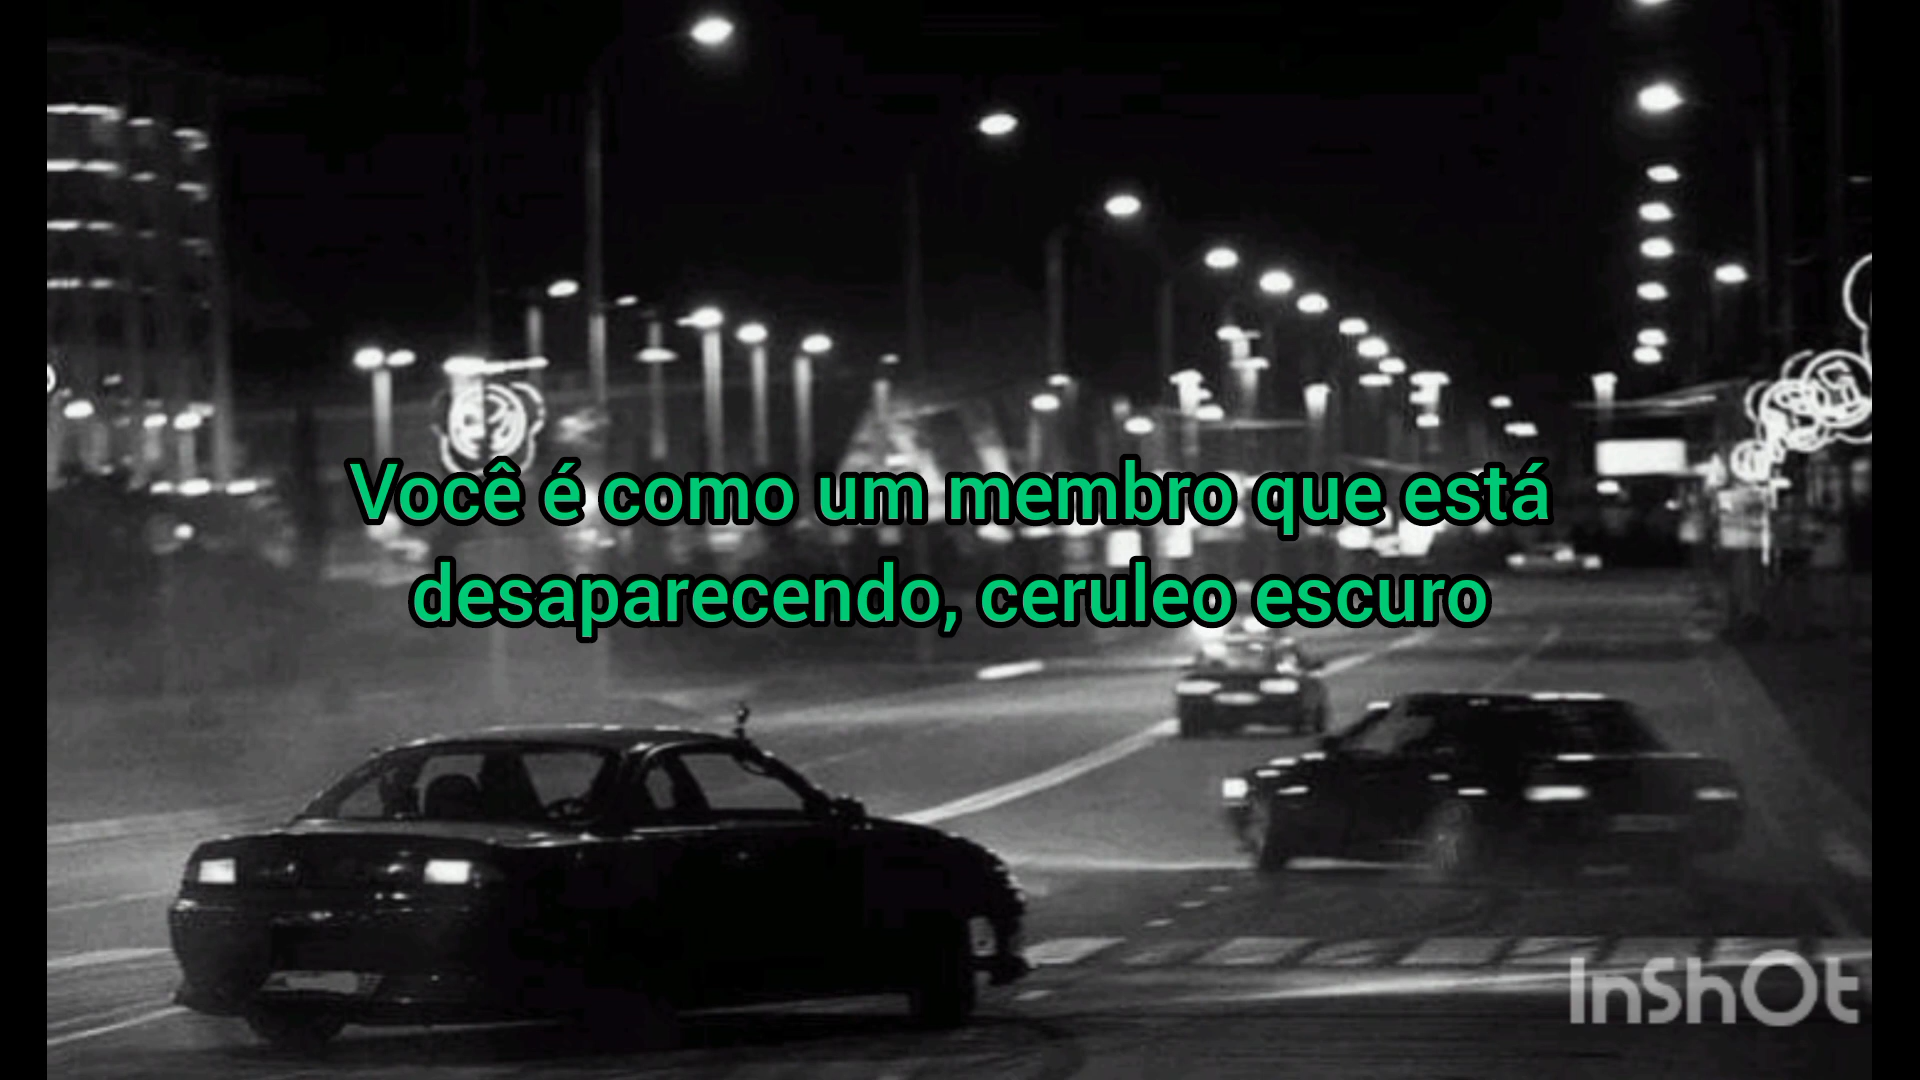 Você é como um membro que está
desaparecendo, ceruleo escuro
InShOt